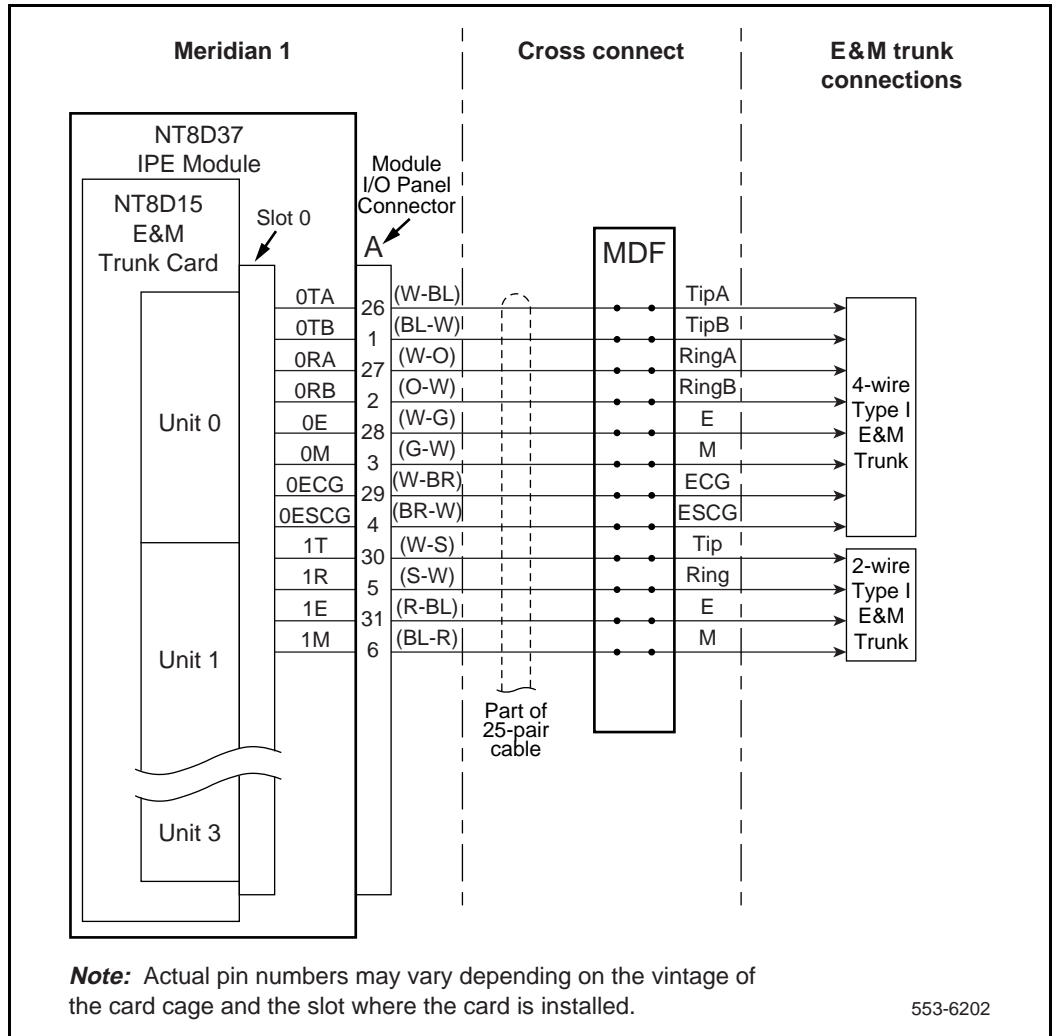 Meridian 1
Cross connect
E&M trunk
connections
NT8D37
IPE Module
Module
I/O Panel
Connector
NT8D15
E&M
Trunk Card
Slot 0
A
MDF
0TA 26 (W-BL) TipA
0TB 1 (BL-W) TipB
0RA 27 (W-O) RingA
0RB 2 (O-W) RingB
0E 28 (W-G) E
0M 3 (G-W) M
0ECG 29 (W-BR) ECG
0ESCG 4 (BR-W) ESCG
1T 30 (W-S) Tip
1R 5 (S-W) Ring
1E 31 (R-BL) E
1M 6 (BL-R) M
Unit 0
4-wire
Type I
E&M
Trunk
2-wire
Type I
E&M
Trunk
Unit 1
Part of
25-pair
cable
Unit 3
Note: Actual pin numbers may vary depending on the vintage of
the card cage and the slot where the card is installed.
553-6202